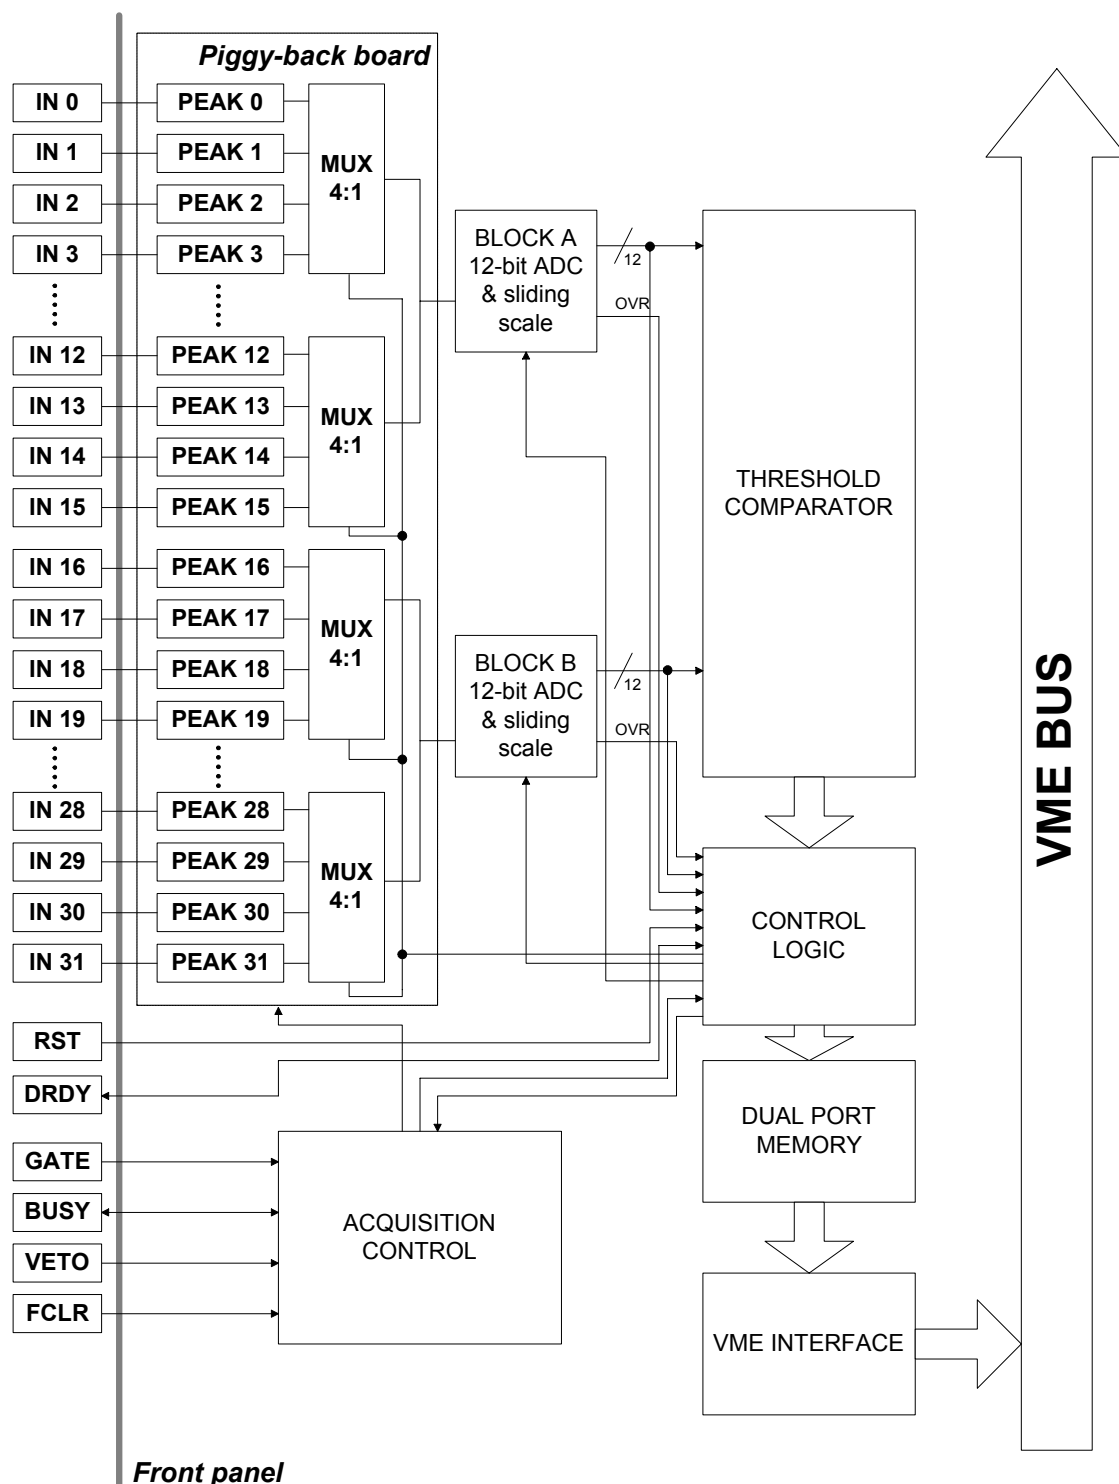 Piggy-back board
IN 0
PEAK 0
IN 1
PEAK 1
IN 2
PEAK 2
IN 3
PEAK 3
MUX
4:1
IN 12
PEAK 12
IN 13
PEAK 13
IN 14
PEAK 14
IN 15
PEAK 15
MUX
4:1
IN 16
PEAK 16
IN 17
PEAK 17
IN 18
PEAK 18
IN 19
PEAK 19
MUX
4:1
IN 28
PEAK 28
IN 29
PEAK 29
IN 30
PEAK 30
IN 31
PEAK 31
MUX
4:1
BLOCK A
12-bit ADC
& sliding
scale
12
OVR
BLOCK B
12-bit ADC
& sliding
scale
12
OVR
THRESHOLD
COMPARATOR
CONTROL
LOGIC
DUAL PORT
MEMORY
VME INTERFACE
VME BUS
RST
DRDY
GATE
BUSY
VETO
FCLR
ACQUISITION
CONTROL
Front panel